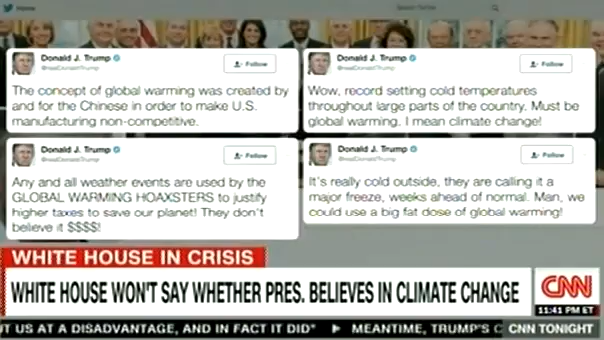 Home
Donald J. Trump
@realDonaldTrump
Follow
The concept of global warming was created by
and for the Chinese in order to make U.S.
manufacturing non-competitive.
Donald J. Trump
@realDonaldTrump
Follow
Wow, record setting cold temperatures
throughout large parts of the country. Must be
global warming. I mean climate change!
Donald J. Trump
@realDonaldTrump
Follow
Any and all weather events are used by the
GLOBAL WARMING HOAXSTERS to justify
higher taxes to save our planet! They don't
believe it $$$$!
Donald J. Trump
@realDonaldTrump
Follow
It's really cold outside, they are calling it a
major freeze, weeks ahead of normal. Man, we
could use a big fat dose of global warming!
WHITE HOUSE IN CRISIS
WHITE HOUSE WON'T SAY WHETHER PRES. BELIEVES IN CLIMATE CHANGE
CNN
11:41 PM ET
T US AT A DISADVANTAGE, AND IN FACT IT DID" ▶ MEANTIME, TRUMP'S C
CNN TONIGHT